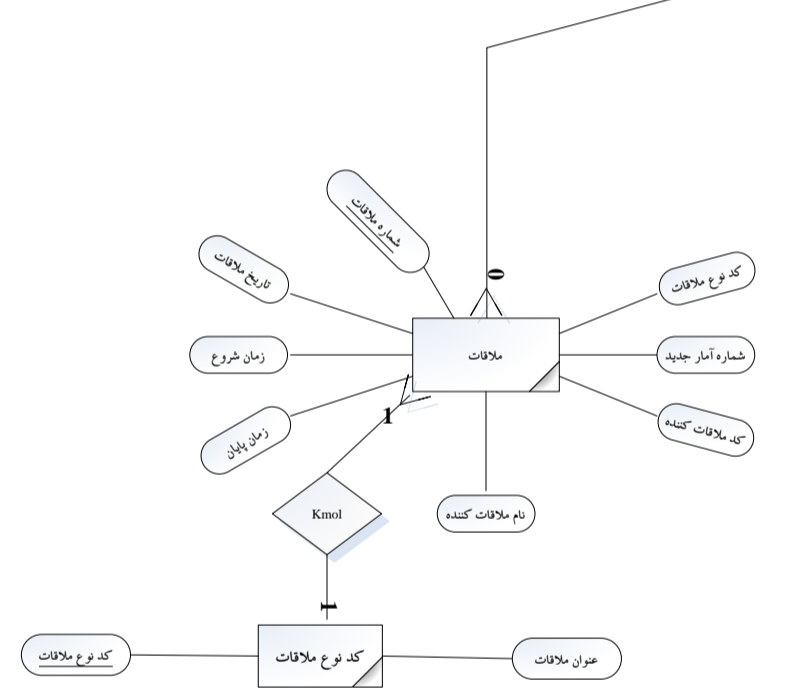 شماره ملاقات
تاریخ ملاقات
0
کد نوع ملاقات
ملاقات
زمان شروع
شماره آمار جدید
1
زمان پایان
کد ملاقات کننده
Kmol
نام ملاقات کننده
1
کد نوع ملاقات
کد نوع ملاقات
عنوان ملاقات